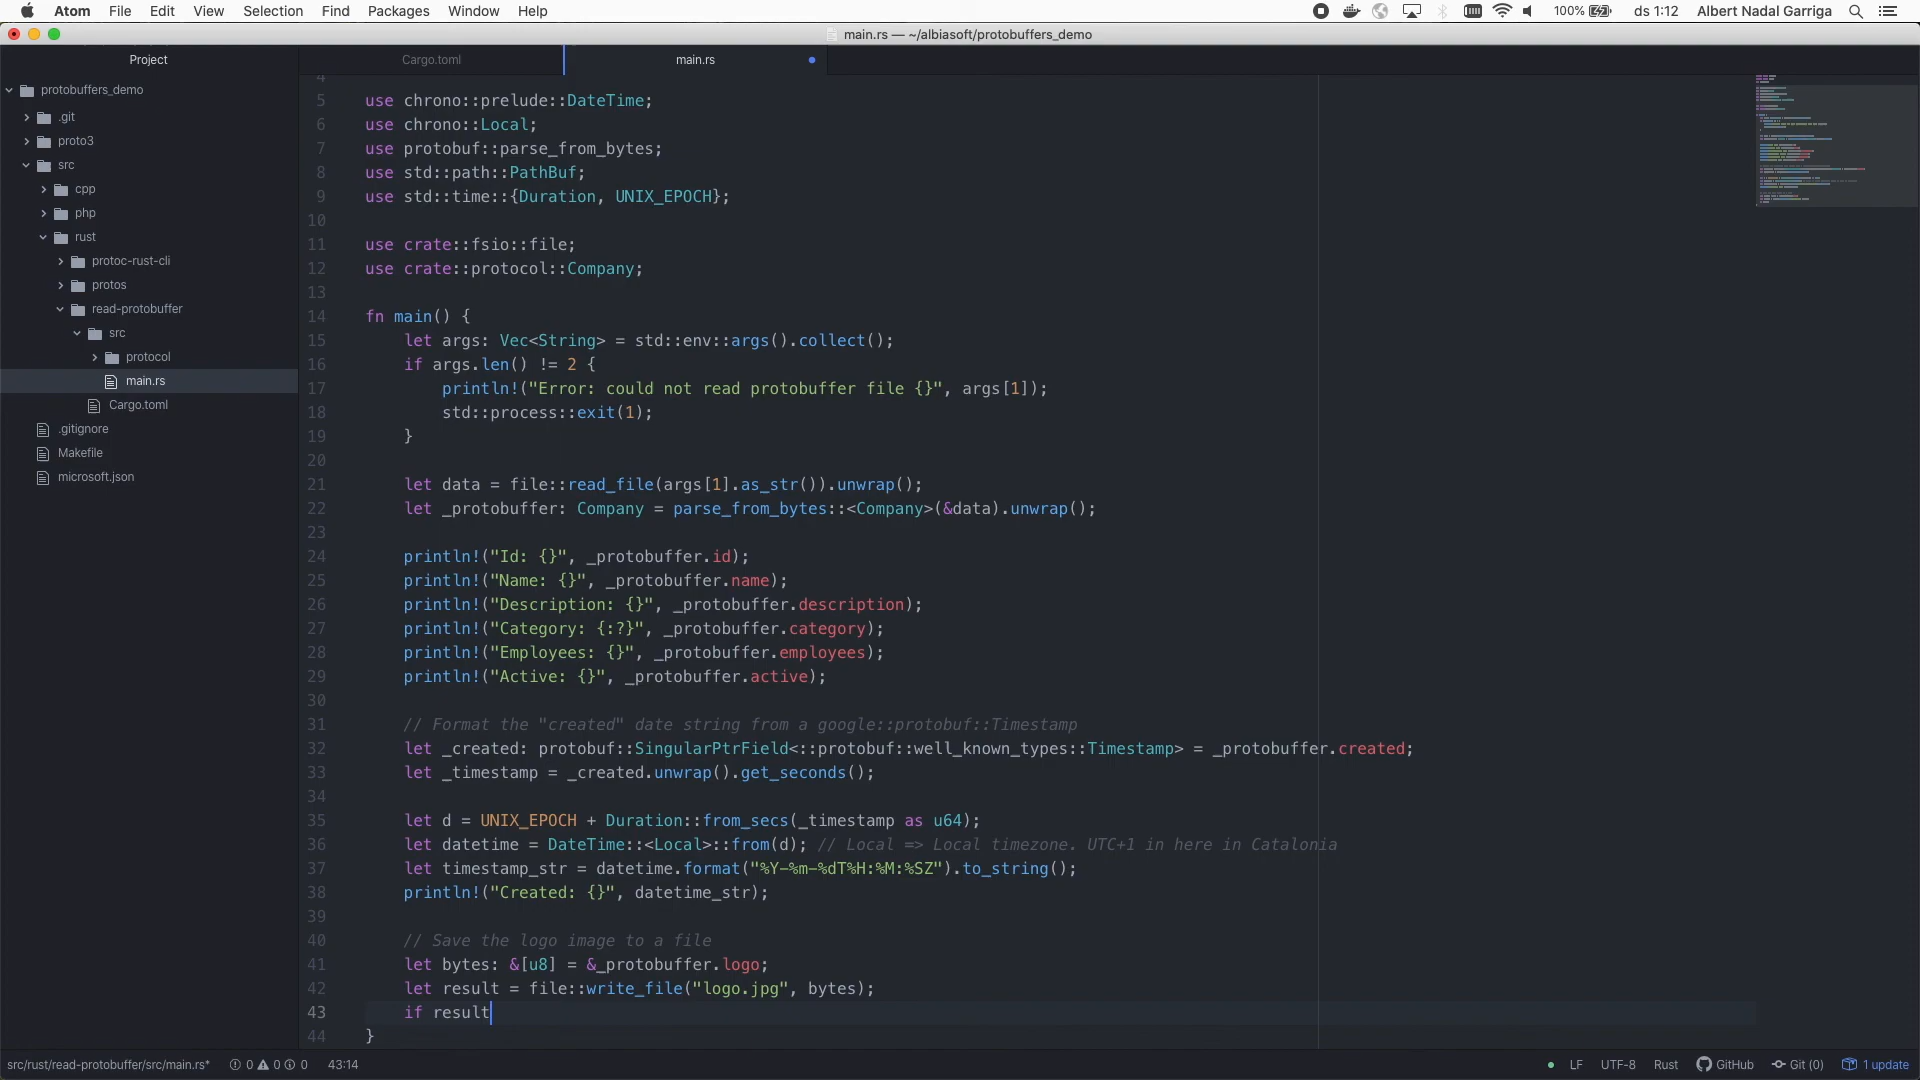 Atom File Edit View Selection Find Packages Window Help 100% ds 1:12 Albert Nadal Garriga
main.rs — ~/albiasoft/protobuffers_demo
Project Cargo.toml main.rs
protobuffers_demo
.git
proto3
src
cpp
php
rust
protoc-rust-cli
protos
read-protobuffer
src
protocol
main.rs
Cargo.toml
.gitignore
Makefile
microsoft.json
4
5 use chrono::prelude::DateTime;
6 use chrono::Local;
7 use protobuf::parse_from_bytes;
8 use std::path::PathBuf;
9 use std::time::{Duration, UNIX_EPOCH};
10
11 use crate::fsio::file;
12 use crate::protocol::Company;
13
14 fn main() {
15     let args: Vec<String> = std::env::args().collect();
16     if args.len() != 2 {
17         println!("Error: could not read protobuffer file {}", args[1]);
18         std::process::exit(1);
19     }
20
21     let data = file::read_file(args[1].as_str()).unwrap();
22     let _protobuffer: Company = parse_from_bytes::<Company>(&data).unwrap();
23
24     println!("Id: {}", _protobuffer.id);
25     println!("Name: {}", _protobuffer.name);
26     println!("Description: {}", _protobuffer.description);
27     println!("Category: {:?}", _protobuffer.category);
28     println!("Employees: {}", _protobuffer.employees);
29     println!("Active: {}", _protobuffer.active);
30
31     // Format the "created" date string from a google::protobuf::Timestamp
32     let _created: protobuf::SingularPtrField<::protobuf::well_known_types::Timestamp> = _protobuffer.created;
33     let _timestamp = _created.unwrap().get_seconds();
34
35     let d = UNIX_EPOCH + Duration::from_secs(_timestamp as u64);
36     let datetime = DateTime::<Local>::from(d); // Local => Local timezone. UTC+1 in here in Catalonia
37     let timestamp_str = datetime.format("%Y-%m-%dT%H:%M:%SZ").to_string();
38     println!("Created: {}", datetime_str);
39
40     // Save the logo image to a file
41     let bytes: &[u8] = &_protobuffer.logo;
42     let result = file::write_file("logo.jpg", bytes);
43     if result
44 }
src/rust/read-protobuffer/src/main.rs* 0 0 0 43:14 LF UTF-8 Rust GitHub Git (0) 1 update